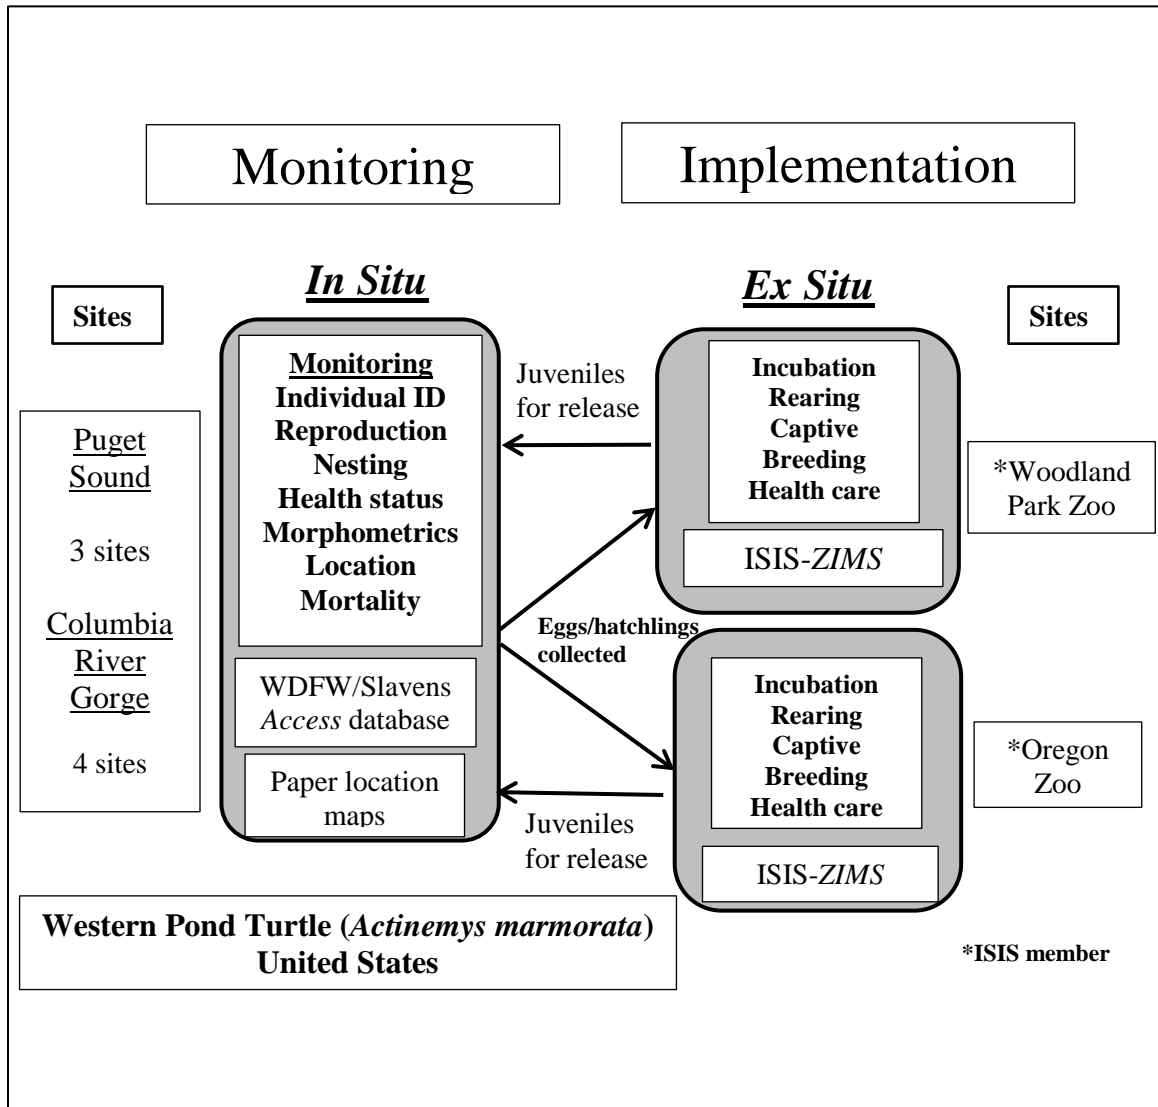 Monitoring
Implementation
In Situ
Ex Situ
Sites
Sites
Puget
Sound
3 sites
Columbia
River
Gorge
4 sites
Monitoring
Individual ID
Reproduction
Nesting
Health status
Morphometrics
Location
Mortality
WDFW/Slavens
Access database
Paper location
maps
Juveniles
for release
Eggs/hatchlings
collected
Juveniles
for release
Incubation
Rearing
Captive
Breeding
Health care
ISIS-ZIMS
*Woodland
Park Zoo
Incubation
Rearing
Captive
Breeding
Health care
ISIS-ZIMS
*Oregon
Zoo
Western Pond Turtle (Actinemys marmorata)
United States
*ISIS member